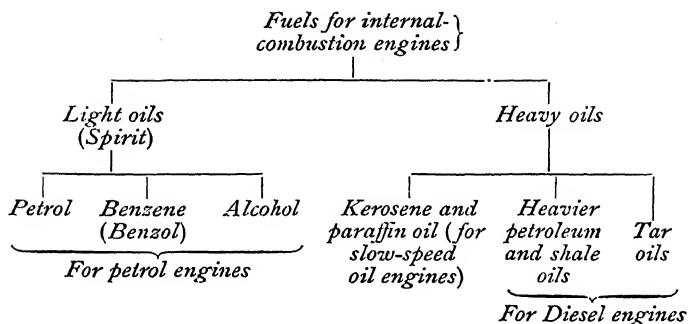 Fuels for internal-
combustion engines}
Light oils
(Spirit)
Heavy oils
Petrol
Benzene
(Benzol)
Alcohol
For petrol engines
Kerosene and
paraffin oil (for
slow-speed
oil engines)
Heavier
petroleum
and shale
oils
Tar
oils
For Diesel engines